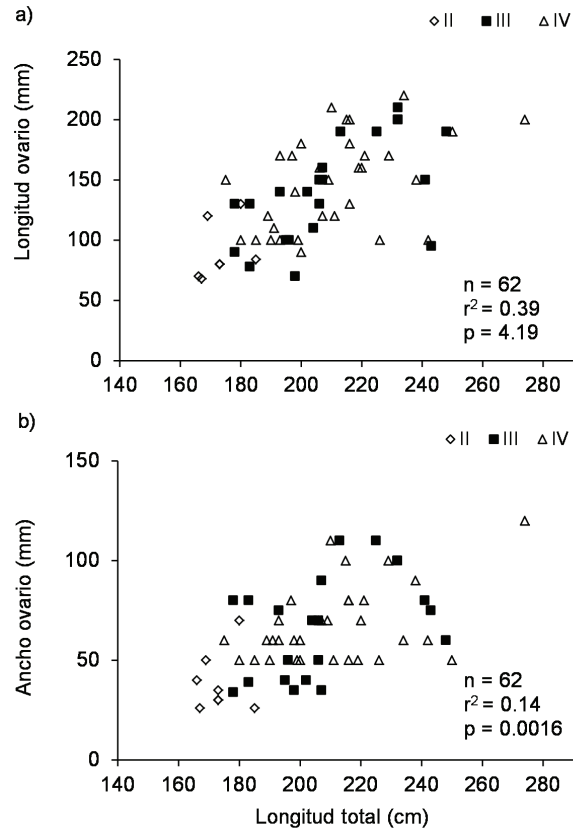 a)
◇ II ■ III △ IV
Longitud ovario (mm)
250
200
150
100
50
0
n = 62
r² = 0.39
p = 4.19
140 160 180 200 220 240 260 280
b)
◇ II ■ III △ IV
Ancho ovario (mm)
150
100
50
0
n = 62
r² = 0.14
p = 0.0016
140 160 180 200 220 240 260 280
Longitud total (cm)